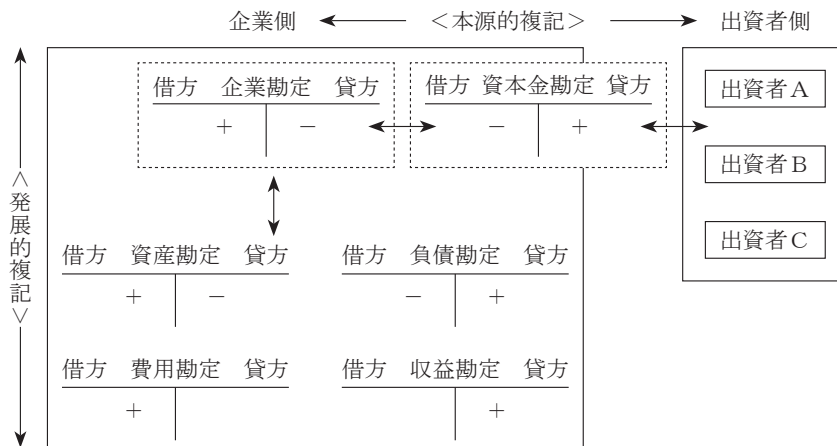 企業側 <本源的複記> 出資者側
借方 企業勘定 貸方 借方 資本金勘定 貸方
+ − − +
出資者A
出資者B
出資者C
<発展的複記>
借方 資産勘定 貸方 借方 負債勘定 貸方
+ − − +
借方 費用勘定 貸方 借方 収益勘定 貸方
+ +